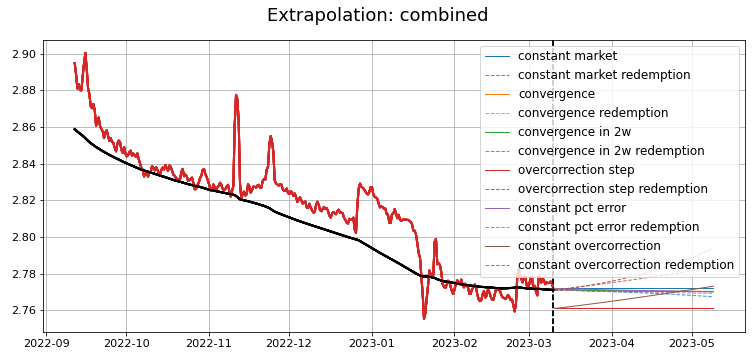 Extrapolation: combined
2.90
2.88
2.86
2.84
2.82
2.80
2.78
2.76
constant market
constant market redemption
convergence
convergence redemption
convergence in 2w
convergence in 2w redemption
overcorrection step
overcorrection step redemption
constant pct error
constant pct error redemption
constant overcorrection
constant overcorrection redemption
2022-09 2022-10 2022-11 2022-12 2023-01 2023-02 2023-03 2023-04 2023-05